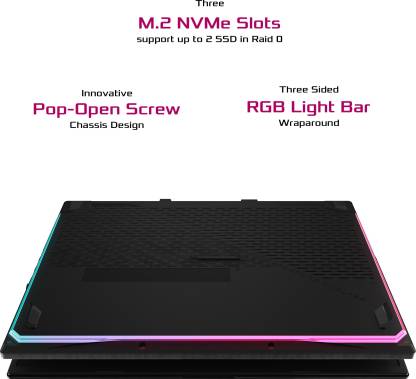 Three
M.2 NVMe Slots
support up to 2 SSD in Raid 0
Innovative
Pop-Open Screw
Chassis Design
Three Sided
RGB Light Bar
Wraparound